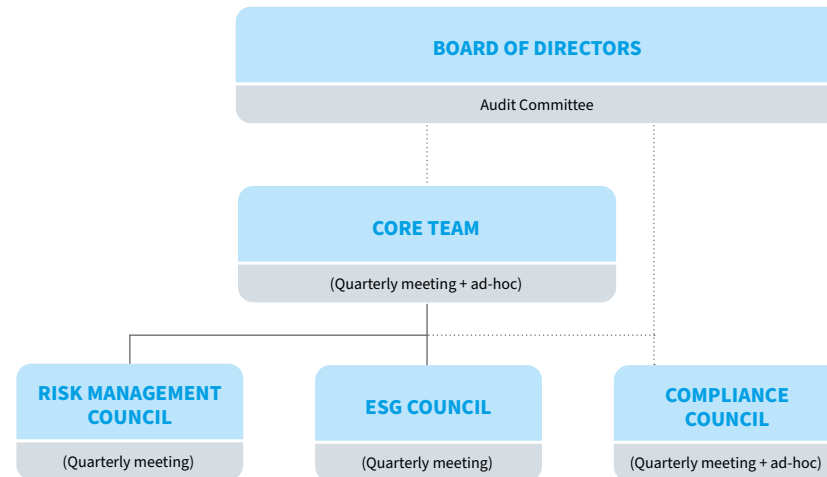 BOARD OF DIRECTORS
Audit Committee
CORE TEAM
(Quarterly meeting + ad-hoc)
RISK MANAGEMENT
COUNCIL
(Quarterly meeting)
ESG COUNCIL
(Quarterly meeting)
COMPLIANCE
COUNCIL
(Quarterly meeting + ad-hoc)